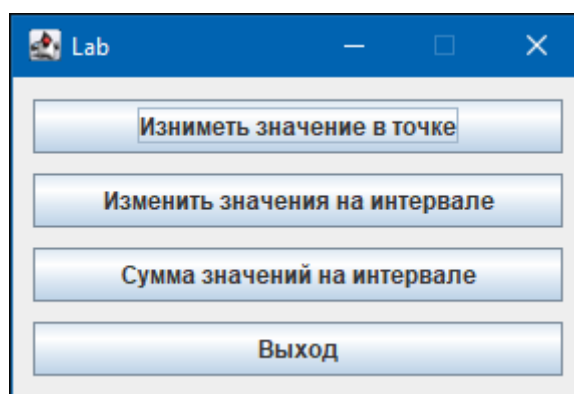 Lab
Изниметь значение в точке
Изменить значения на интервале
Сумма значений на интервале
Выход